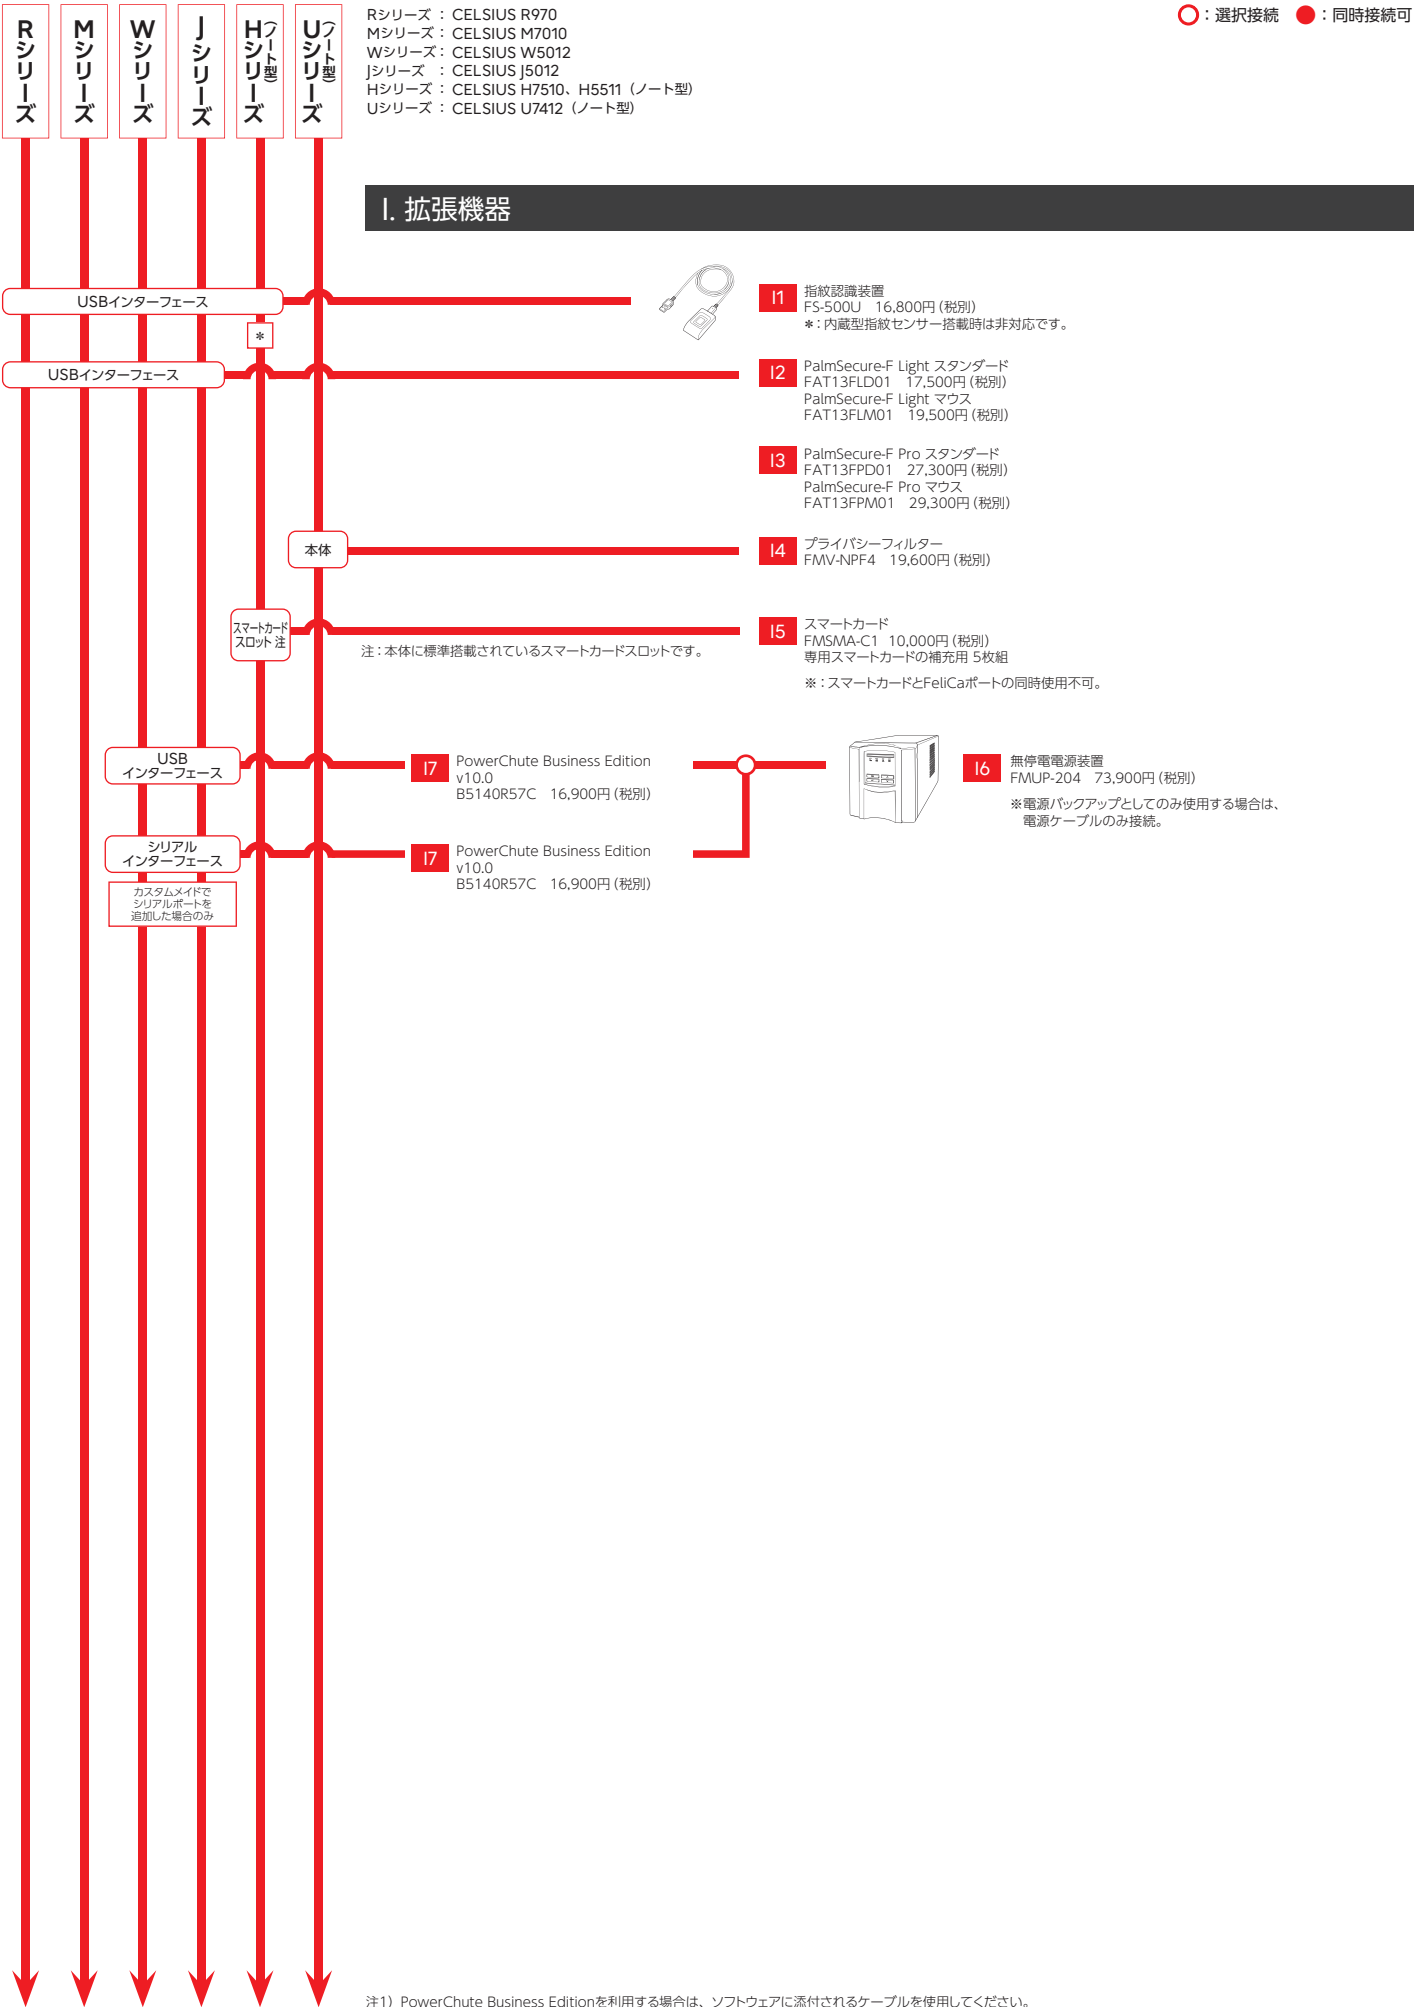 Rシリーズ
Mシリーズ
Wシリーズ
Jシリーズ
Hシリーズ(ノート型)
Uシリーズ(ノート型)
Rシリーズ : CELSIUS R970
Mシリーズ : CELSIUS M7010
Wシリーズ : CELSIUS W5012
Jシリーズ : CELSIUS J5012
Hシリーズ : CELSIUS H7510、H5511 (ノート型)
Uシリーズ : CELSIUS U7412 (ノート型)
○ : 選択接続 ● : 同時接続可
I. 拡張機器
USBインターフェース
I1
指紋認識装置
FS-500U 16,800円 (税別)
＊: 内蔵型指紋センサー搭載時は非対応です。
＊
USBインターフェース
I2
PalmSecure-F Light スタンダード
FAT13FLD01 17,500円 (税別)
PalmSecure-F Light マウス
FAT13FLM01 19,500円 (税別)
I3
PalmSecure-F Pro スタンダード
FAT13FPD01 27,300円 (税別)
PalmSecure-F Pro マウス
FAT13FPM01 29,300円 (税別)
本体
I4
プライバシーフィルター
FMV-NPF4 19,600円 (税別)
スマートカード
スロット 注
注 : 本体に標準搭載されているスマートカードスロットです。
I5
スマートカード
FMSMA-C1 10,000円 (税別)
専用スマートカードの補充用 5枚組
※ : スマートカードとFeliCaポートの同時使用不可。
USB
インターフェース
I7
PowerChute Business Edition
v10.0
B5140R57C 16,900円 (税別)
I6
無停電電源装置
FMUP-204 73,900円 (税別)
※電源バックアップとしてのみ使用する場合は、
電源ケーブルのみ接続。
シリアル
インターフェース
I7
PowerChute Business Edition
v10.0
B5140R57C 16,900円 (税別)
カスタムメイドで
シリアルポートを
追加した場合のみ
注1) PowerChute Business Editionを利用する場合は、ソフトウェアに添付されるケーブルを使用してください。